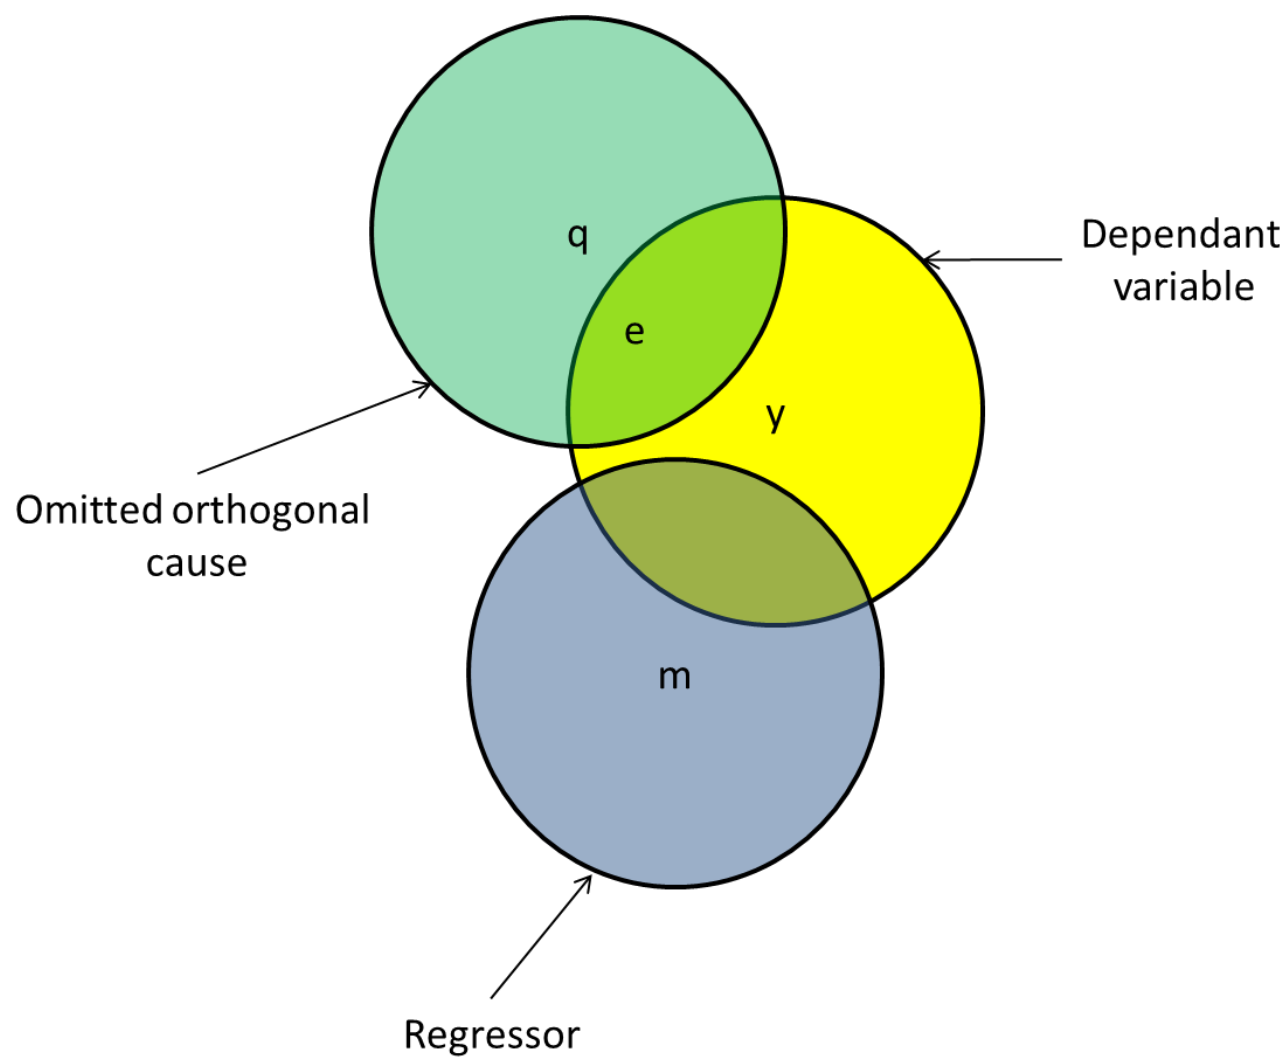 q
Dependant
variable
e
y
Omitted orthogonal
cause
m
Regressor